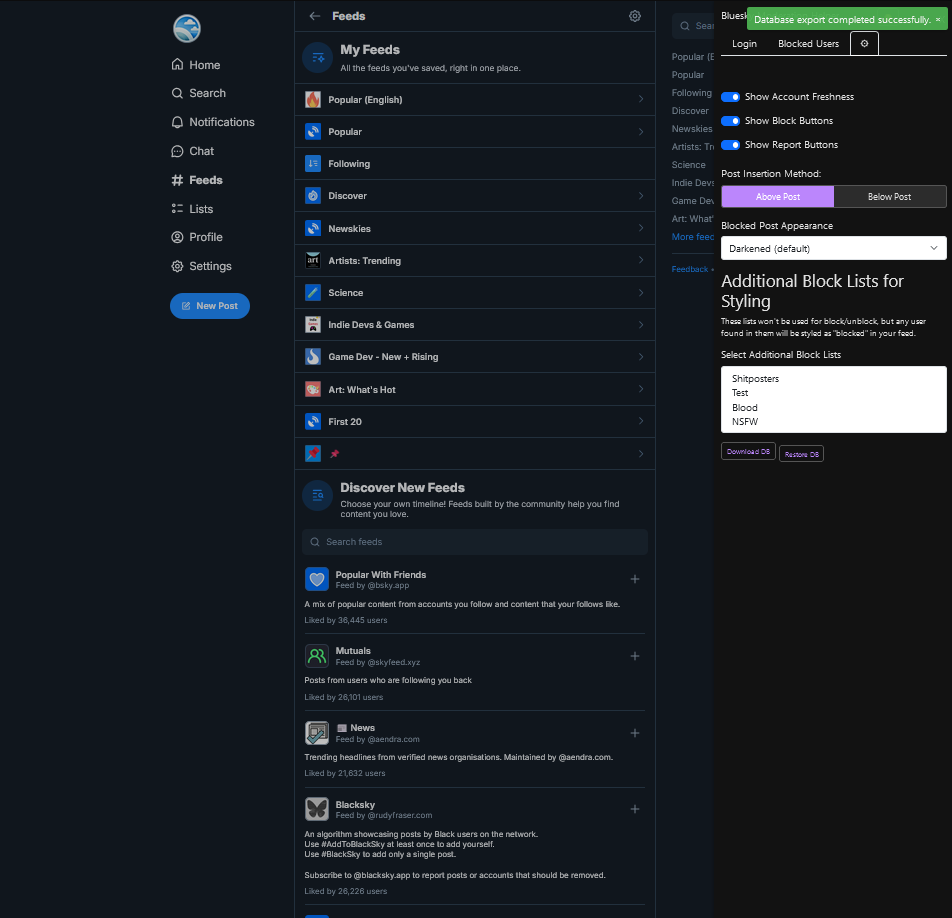 Home
Search
Notifications
Chat
Feeds
Lists
Profile
Settings
New Post
Feeds
My Feeds
All the feeds you've saved, right in one place.
Popular (English)
Popular
Following
Discover
Newskies
art
Artists: Trending
Science
Indie Devs & Games
Game Dev - New + Rising
Art: What's Hot
First 20
Discover New Feeds
Choose your own timeline! Feeds built by the community help you find
content you love.
Search feeds
Popular With Friends
Feed by @bsky.app
A mix of popular content from accounts you follow and content that your follows like.
Liked by 36,445 users
Mutuals
Feed by @skyfeed.xyz
Posts from users who are following you back
Liked by 26,101 users
News
Feed by @aendra.com
Trending headlines from verified news organisations. Maintained by @aendra.com.
Liked by 21,632 users
Blacksky
Feed by @rudyfraser.com
An algorithm showcasing posts by Black users on the network.
Use #AddToBlackSky at least once to add yourself.
Use #BlackSky to add only a single post.
Subscribe to @blacksky.app to report posts or accounts that should be removed.
Liked by 26,226 users
Sear
Popular (E
Popular
Following
Discover
Newskies
Artists: Tre
Science
Indie Devs
Game Dev
Art: What'
More feed
Feedback •
Bluesk
Database export completed successfully. ×
Login
Blocked Users
Show Account Freshness
Show Block Buttons
Show Report Buttons
Post Insertion Method:
Above Post
Below Post
Blocked Post Appearance
Darkened (default)
Additional Block Lists for
Styling
These lists won't be used for block/unblock, but any user
found in them will be styled as "blocked" in your feed.
Select Additional Block Lists
Shitposters
Test
Blood
NSFW
Download DB
Restore DB